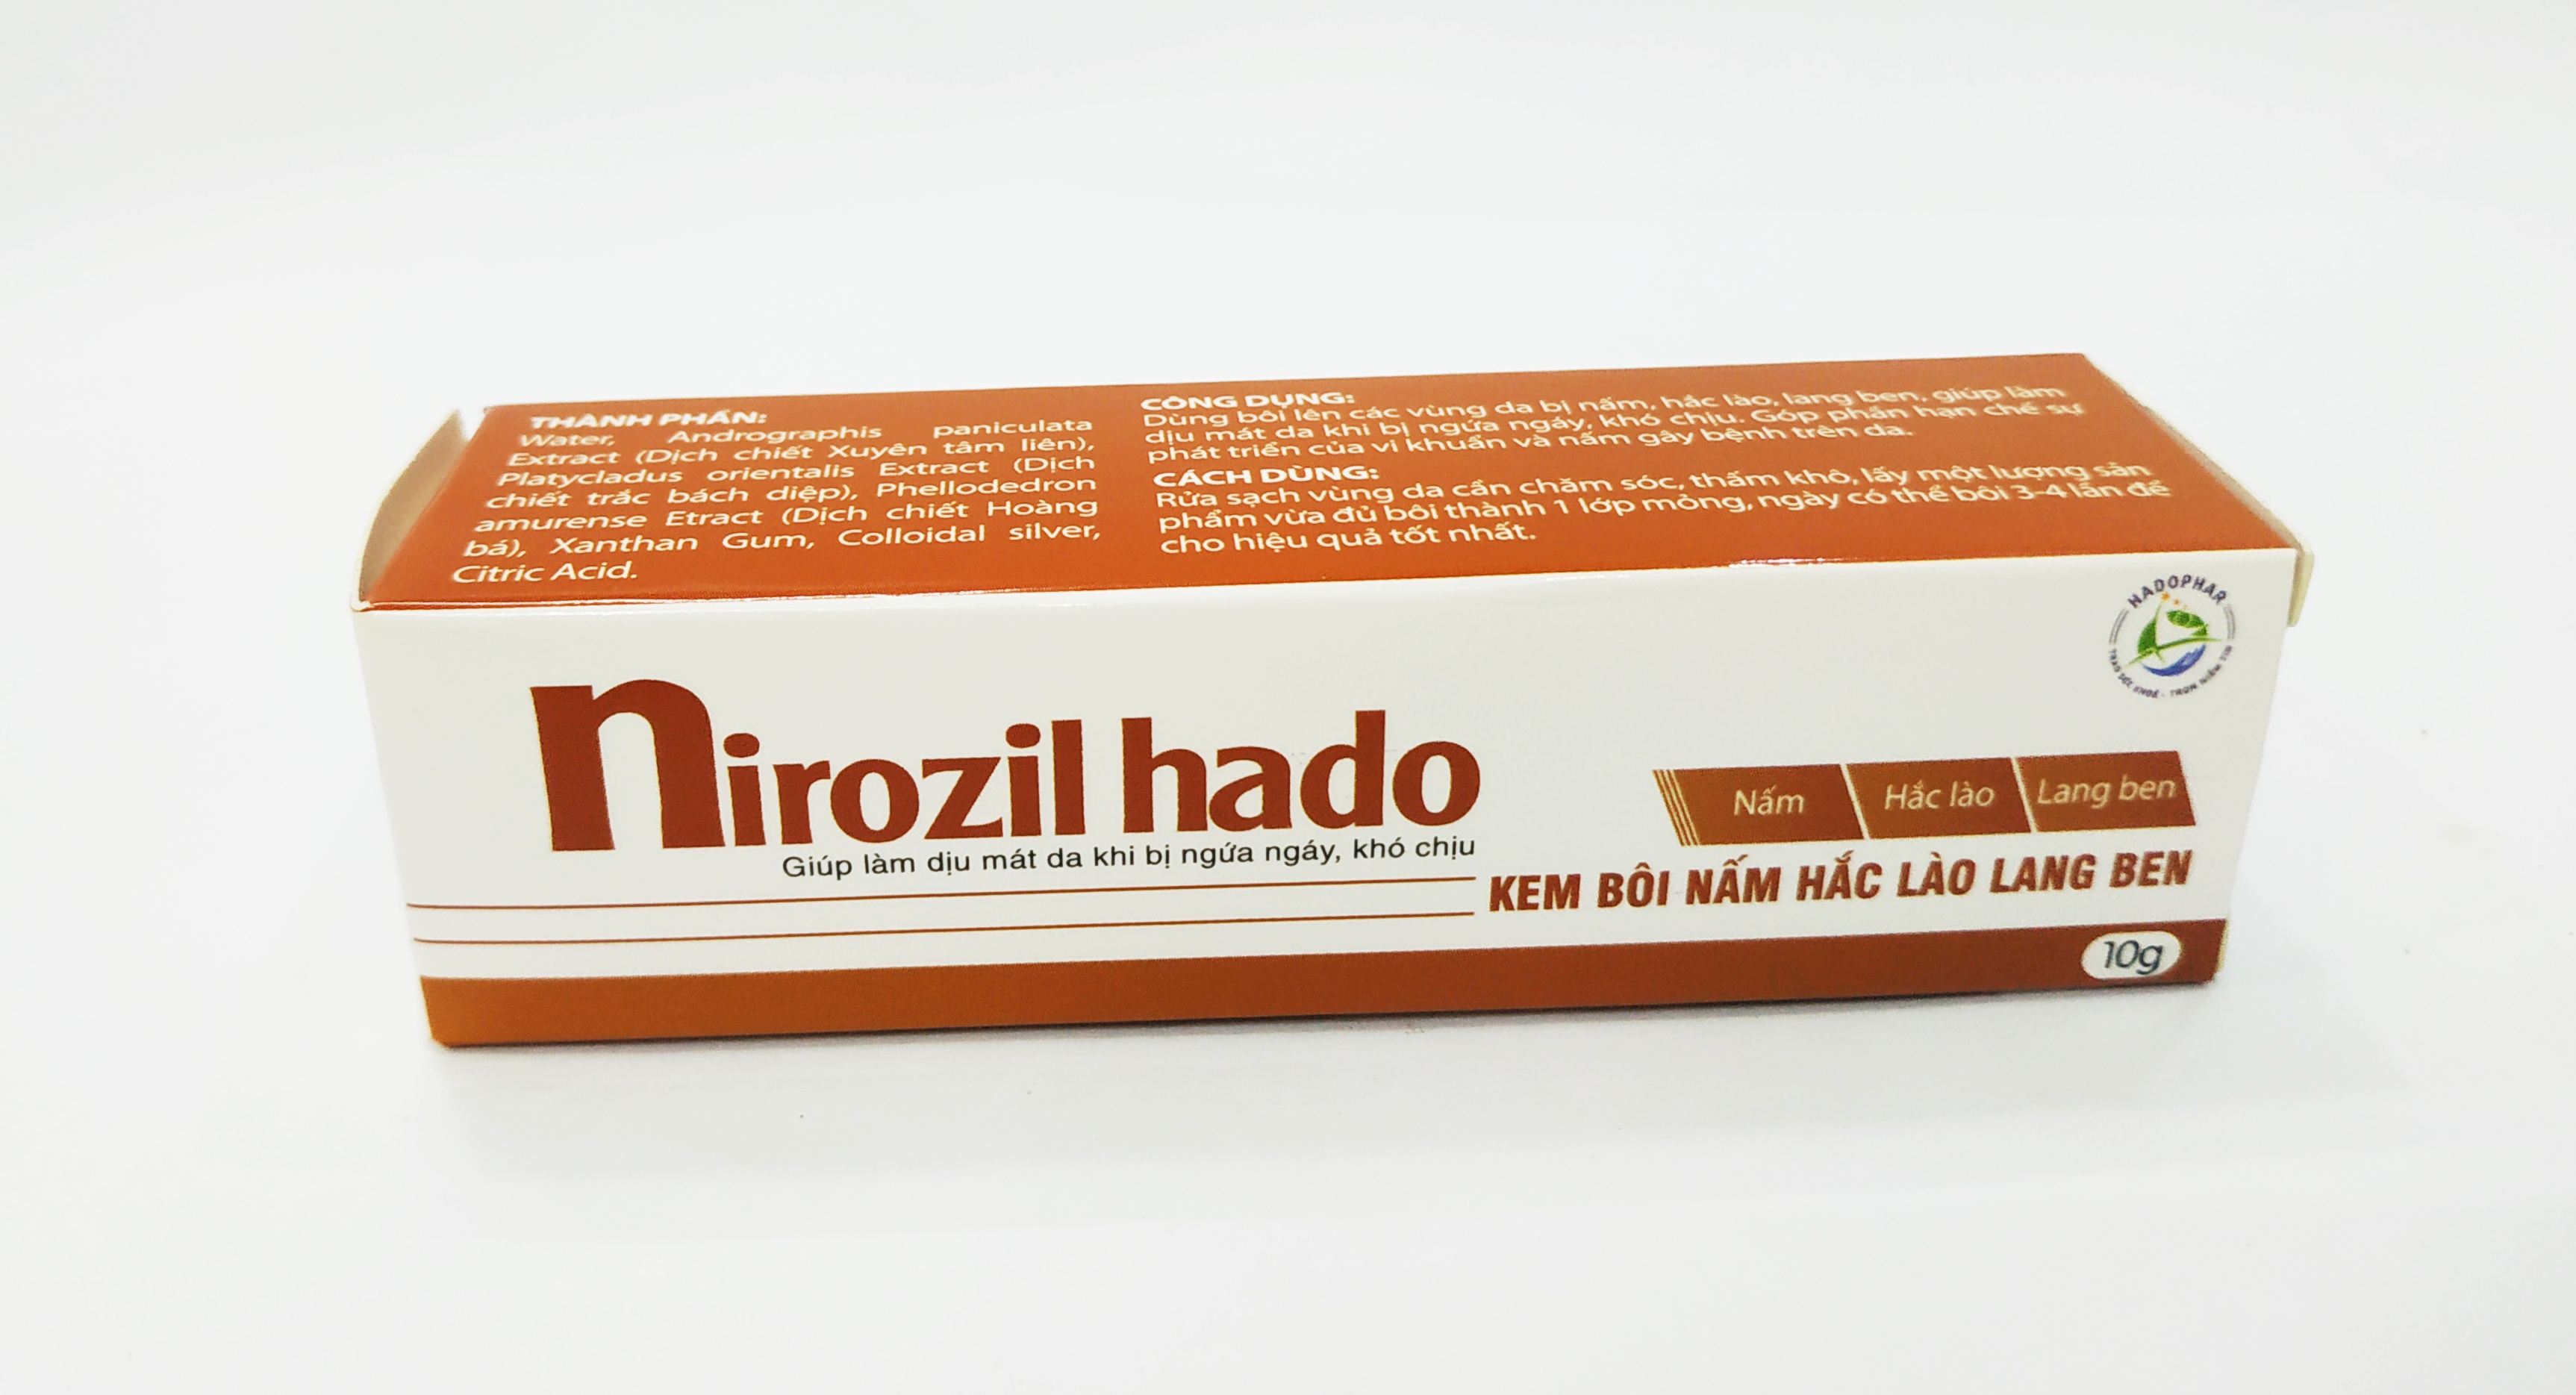 THÀNH PHẦN:
Water, Andrographis paniculata
Extract (Dịch chiết Xuyên tâm liên),
Platycladus orientalis Extract (Dịch
chiết trắc bách diệp), Phellodedron
amurense Etract (Dịch chiết Hoàng
bá), Xanthan Gum, Colloidal silver,
Citric Acid.
CÔNG DỤNG:
Dùng bôi lên các vùng da bị nấm, hắc lào, lang ben, giúp làm
dịu mát da khi bị ngứa ngáy, khó chịu. Góp phần hạn chế sự
phát triển của vi khuẩn và nấm gây bệnh trên da.
CÁCH DÙNG:
Rửa sạch vùng da cần chăm sóc, thấm khô, lấy một lượng sản
phẩm vừa đủ bôi thành 1 lớp mỏng, ngày có thể bôi 3-4 lần để
cho hiệu quả tốt nhất.
HADOPHAR
nirozil hado
Giúp làm dịu mát da khi bị ngứa ngáy, khó chịu
Nấm Hắc lào Lang ben
KEM BÔI NẤM HẮC LÀO LANG BEN
10g